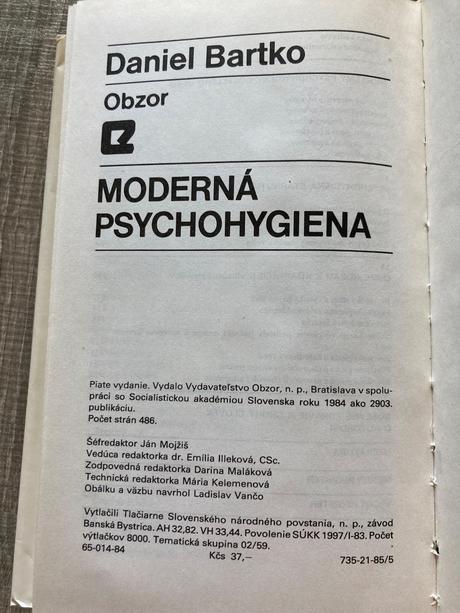 Daniel Bartko
Obzor
MODERNÁ
PSYCHOHYGIENA
Piate vydanie. Vydalo Vydavateľstvo Obzor, n. p., Bratislava v spolu-
práci so Socialistickou akadémiou Slovenska roku 1984 ako 2903.
publikáciu.
Počet strán 486.
Šéfredaktor Ján Mojžiš
Vedúca redaktorka dr. Emília Illeková, CSc.
Zodpovedná redaktorka Darina Maláková
Technická redaktorka Mária Kelemenová
Obálku a väzbu navrhol Ladislav Vančo
Vytlačili Tlačiarne Slovenského národného povstania, n. p., závod
Banská Bystrica. AH 32,82. VH 33,44. Povolenie SÚKK 1997/I-83. Počet
výtlačkov 8000. Tematická skupina 02/59.
65-014-84
Kčs 37,— 735-21-85/5